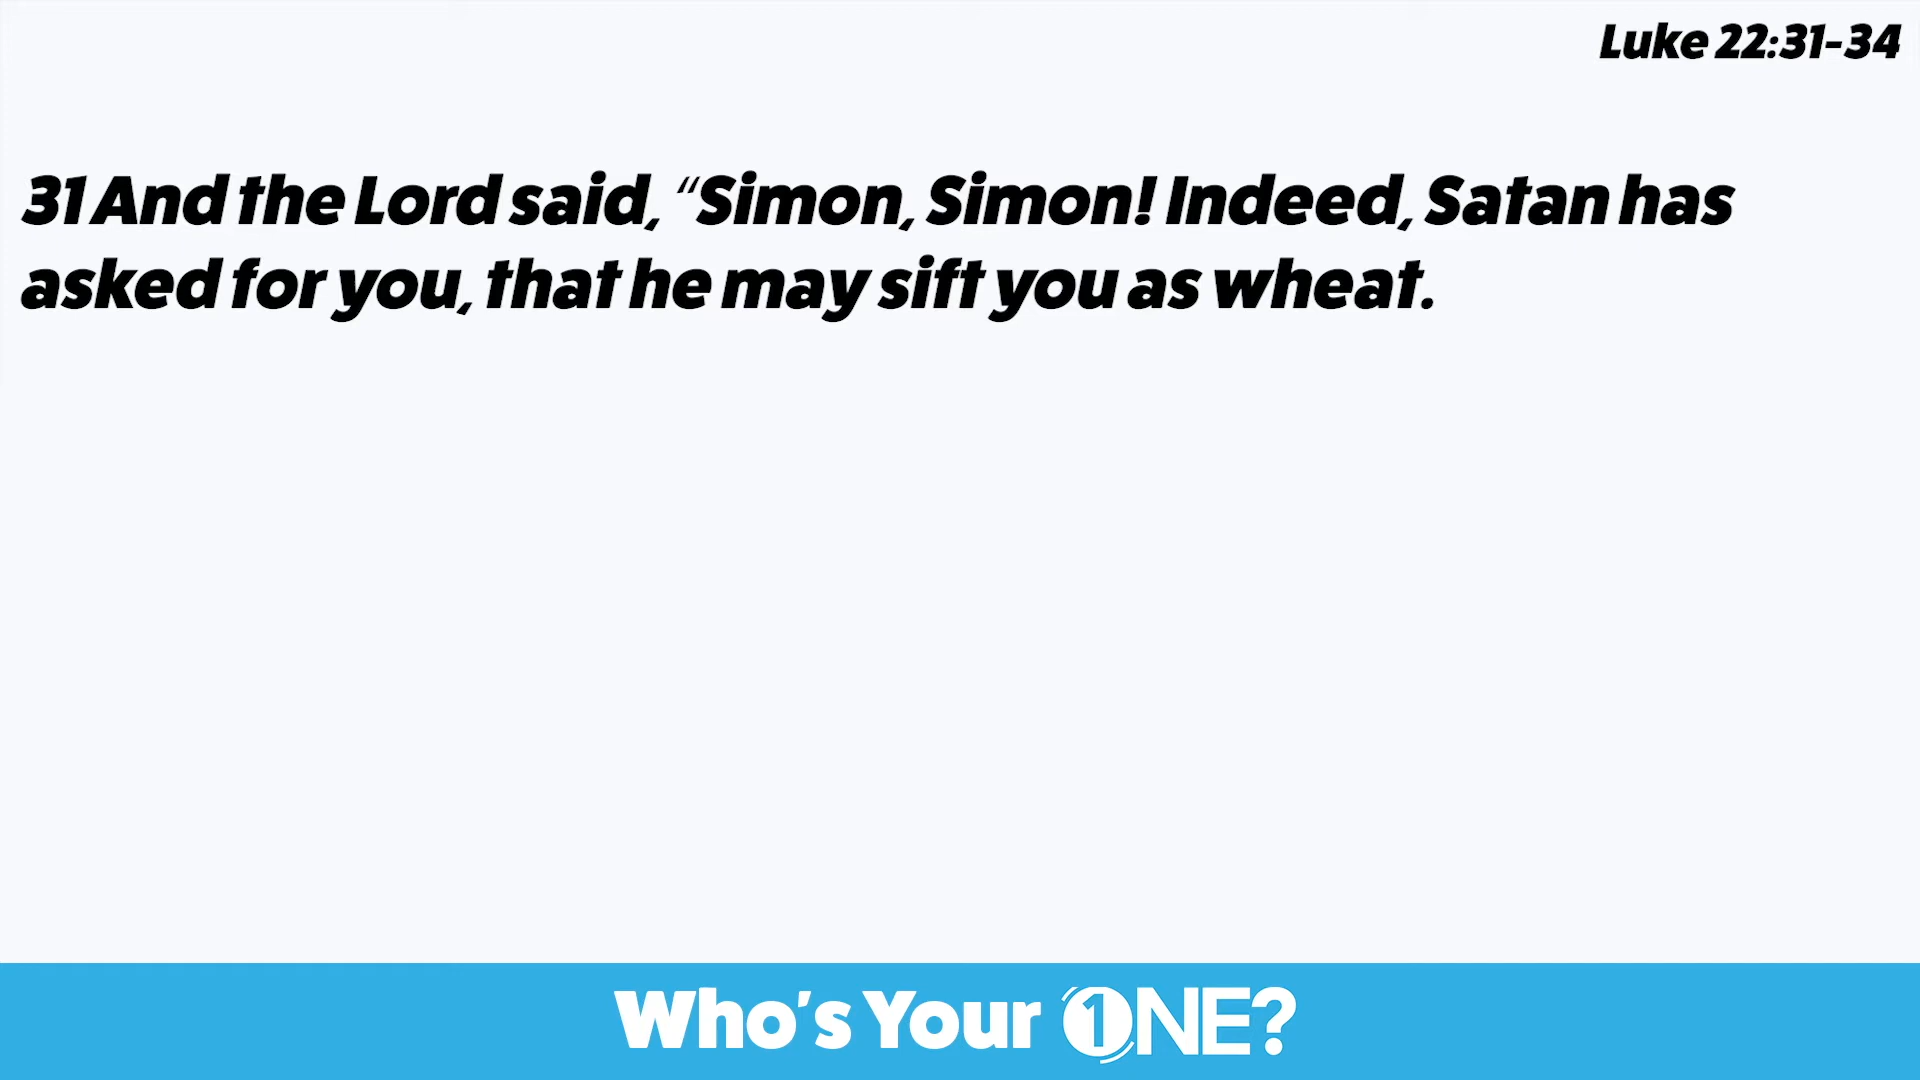 Luke 22:31-34
31 And the Lord said, “Simon, Simon! Indeed, Satan has
asked for you, that he may sift you as wheat.
Who's Your 1NE?